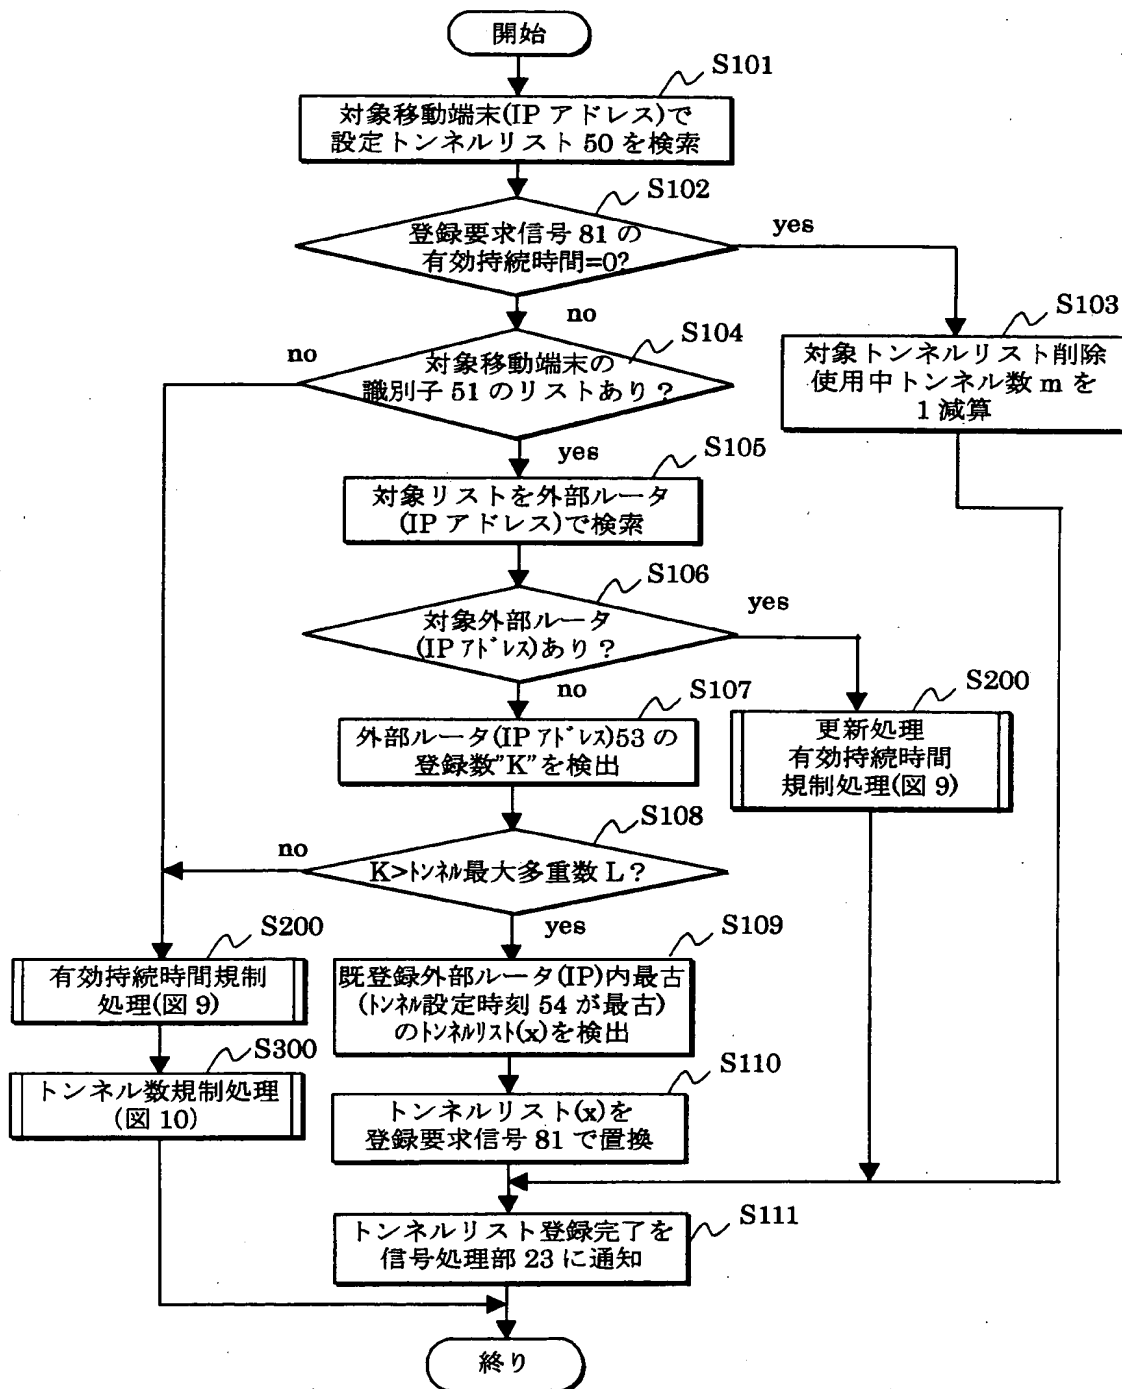 開始
S101
対象移動端末(IP アドレス)で
設定トンネルリスト 50 を検索
S102
登録要求信号 81 の
有効持続時間=0?
yes
no
S103
対象トンネルリスト削除
使用中トンネル数 m を
1 減算
S104
対象移動端末の
識別子 51 のリストあり?
no
yes
S105
対象リストを外部ルータ
(IP アドレス)で検索
S106
対象外部ルータ
(IP ｱﾄﾞﾚｽ)あり?
yes
no
S107
外部ルータ(IP ｱﾄﾞﾚｽ)53 の
登録数"K"を検出
S200
更新処理
有効持続時間
規制処理(図 9)
S108
K>ﾄﾝﾈﾙ最大多重数 L?
no
yes
S200
有効持続時間規制
処理(図 9)
S109
既登録外部ルータ(IP)内最古
(ﾄﾝﾈﾙ設定時刻 54 が最古)
のﾄﾝﾈﾙﾘｽﾄ(x)を検出
S300
トンネル数規制処理
(図 10)
S110
トンネルリスト(x)を
登録要求信号 81 で置換
S111
トンネルリスト登録完了を
信号処理部 23 に通知
終り